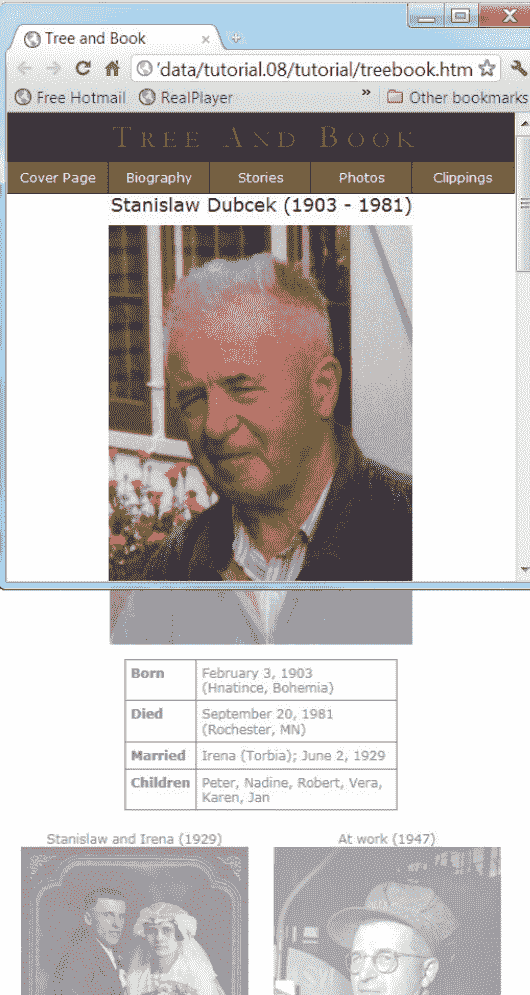 Tree and Book
'data/tutorial.08/tutorial/treebook.htm
Free Hotmail RealPlayer » Other bookmarks
TREE AND BOOK
Cover Page Biography Stories Photos Clippings
Stanislaw Dubcek (1903 - 1981)
Born February 3, 1903
(Hnatince, Bohemia)
Died September 20, 1981
(Rochester, MN)
Married Irena (Torbia); June 2, 1929
Children Peter, Nadine, Robert, Vera,
Karen, Jan
Stanislaw and Irena (1929) At work (1947)